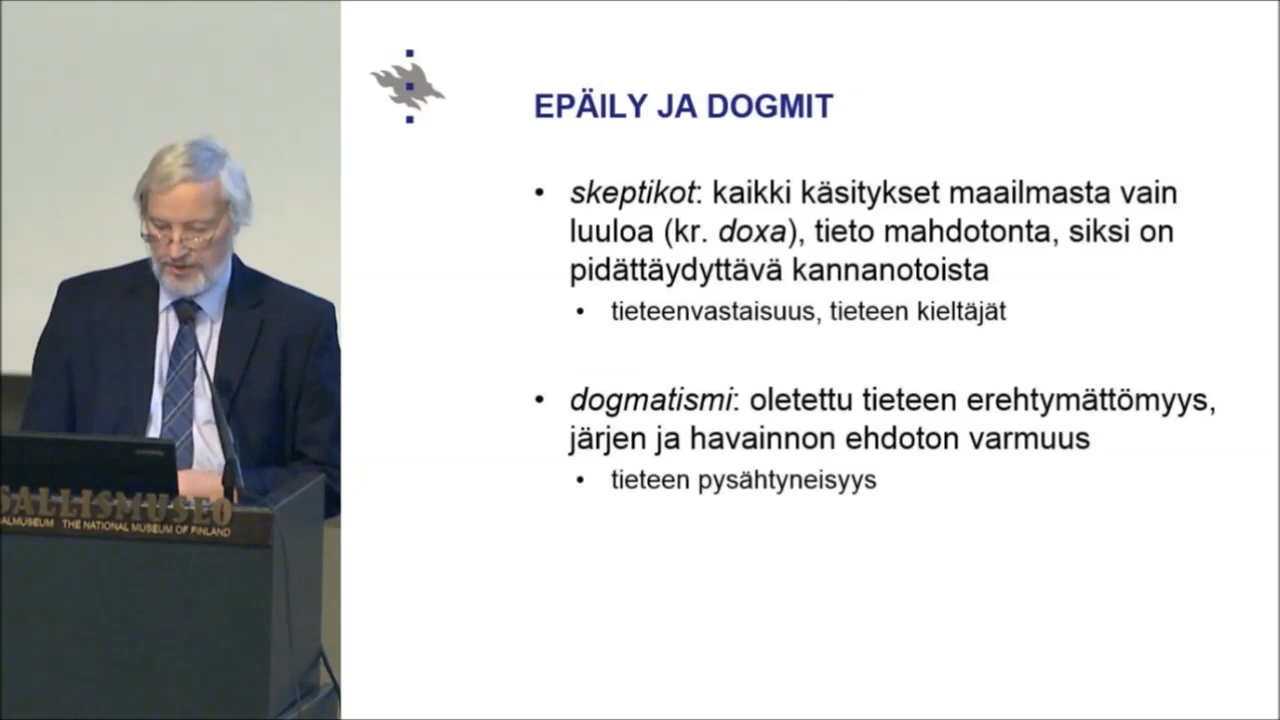 EPÄILY JA DOGMIT
• skeptikot: kaikki käsitykset maailmasta vain
luuloa (kr. doxa), tieto mahdotonta, siksi on
pidättäydyttävä kannanotoista
• tieteenvastaisuus, tieteen kieltäjät
• dogmatismi: oletettu tieteen erehtymättömyys,
järjen ja havainnon ehdoton varmuus
• tieteen pysähtyneisyys
SALLISMUSEO
ALMUSEUM THE NATIONAL MUSEUM OF FINLAND